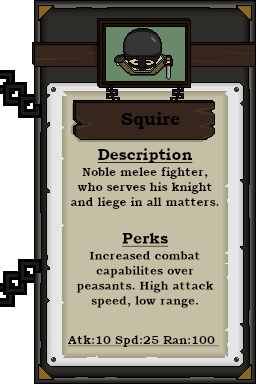 Squire
Description
Noble melee fighter,
who serves his knight
and liege in all matters.
Perks
Increased combat
capabilites over
peasants. High attack
speed, low range.
Atk:10 Spd:25 Ran:100